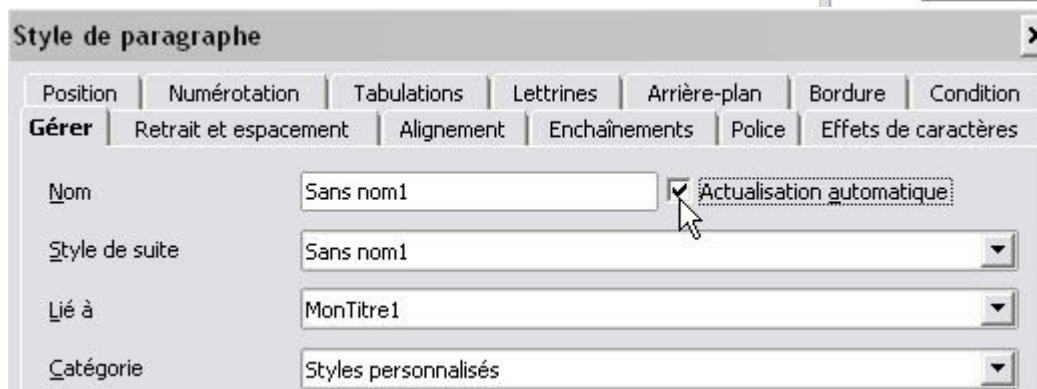 Style de paragraphe
Position Numérotation Tabulations Lettrines Arrière-plan Bordure Condition
Gérer Retrait et espacement Alignement Enchaînements Police Effets de caractères
Nom Sans nom1 Actualisation automatique
Style de suite Sans nom1
Lié à MonTitre1
Catégorie Styles personnalisés